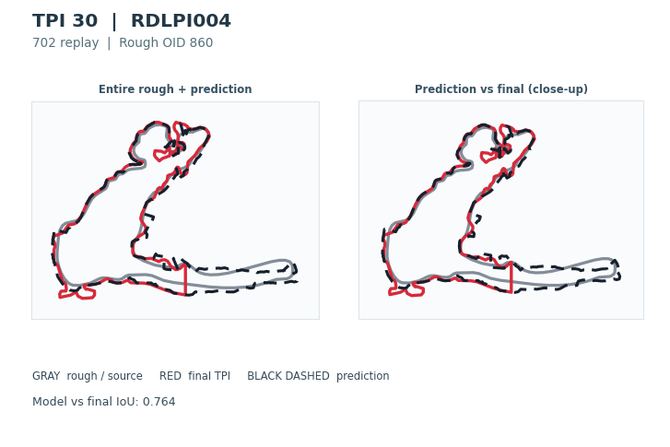 TPI 30 | RDLPI004
702 replay | Rough OID 860
Entire rough + prediction
Prediction vs final (close-up)
GRAY rough / source RED final TPI BLACK DASHED prediction
Model vs final IoU: 0.764